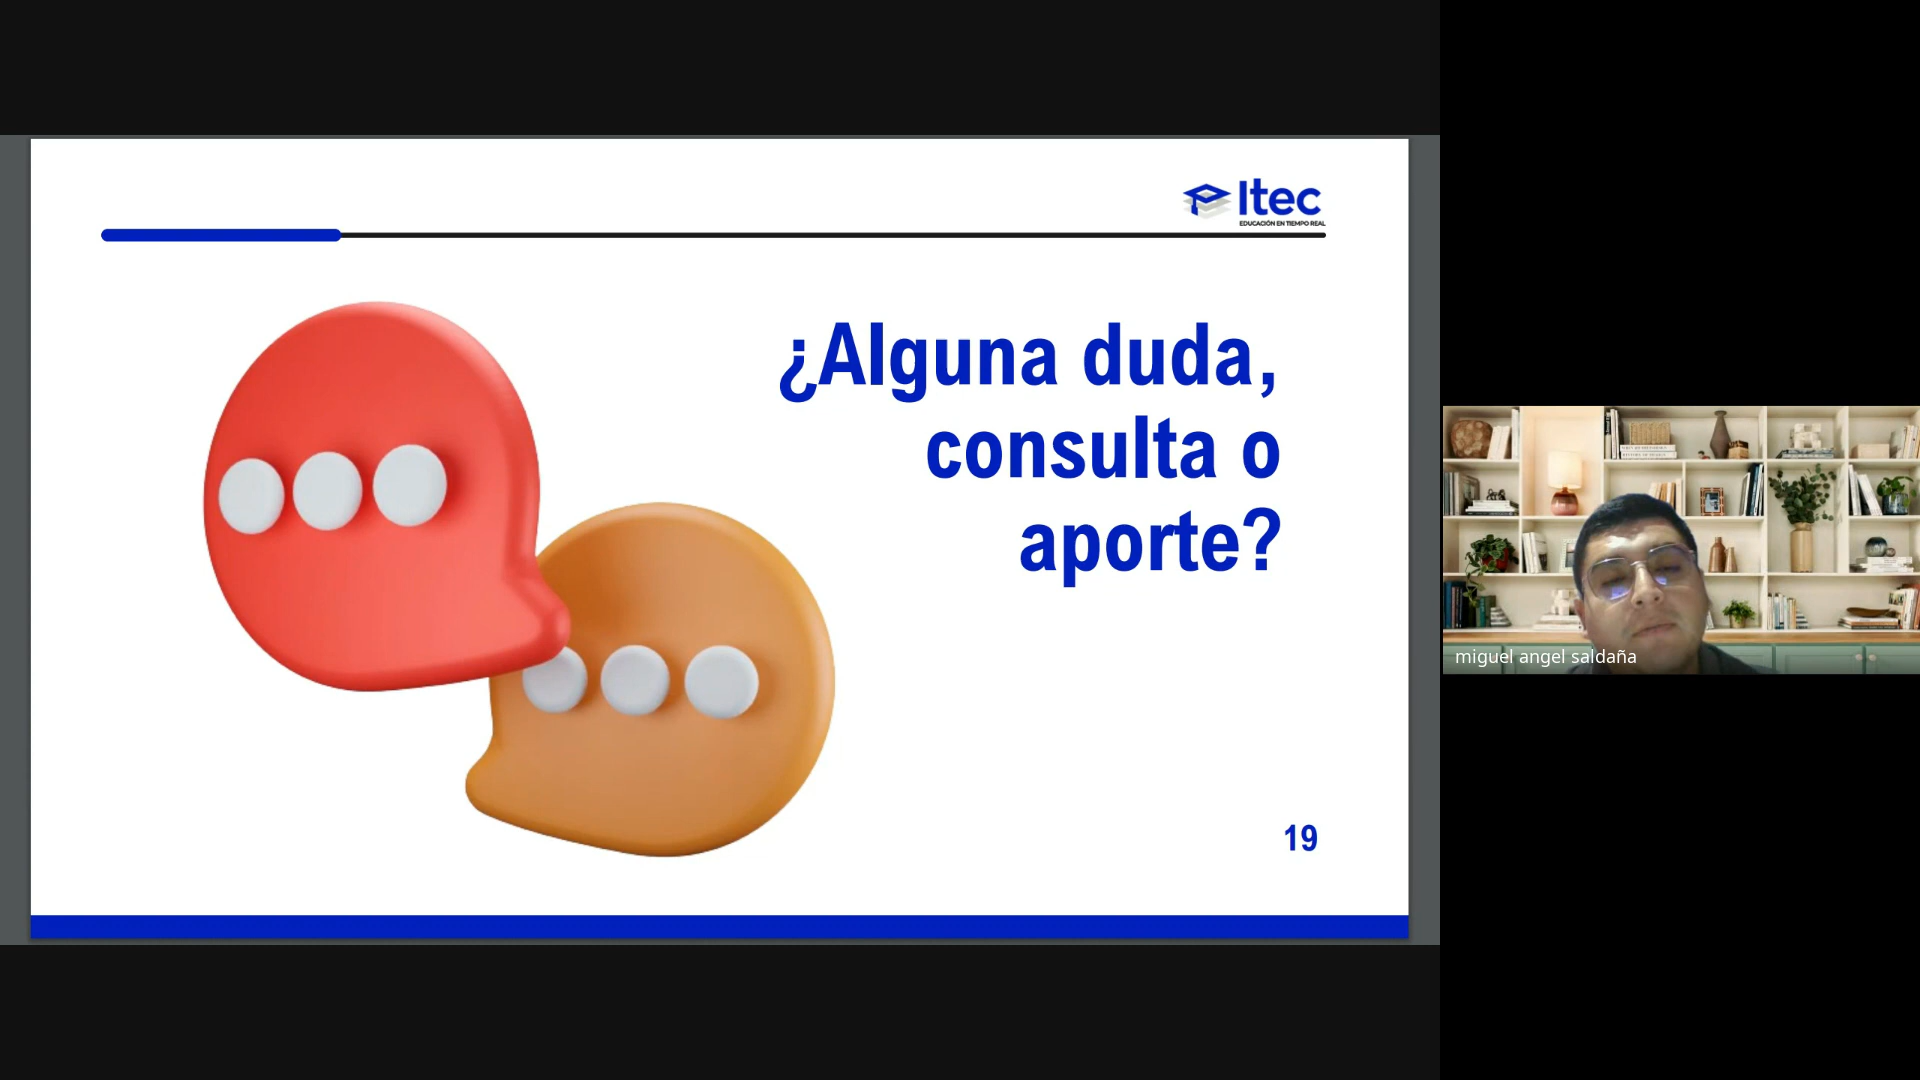 Itec
EDUCACIÓN EN TIEMPO REAL
¿Alguna duda,
consulta o
aporte?
19
miguel angel saldaña